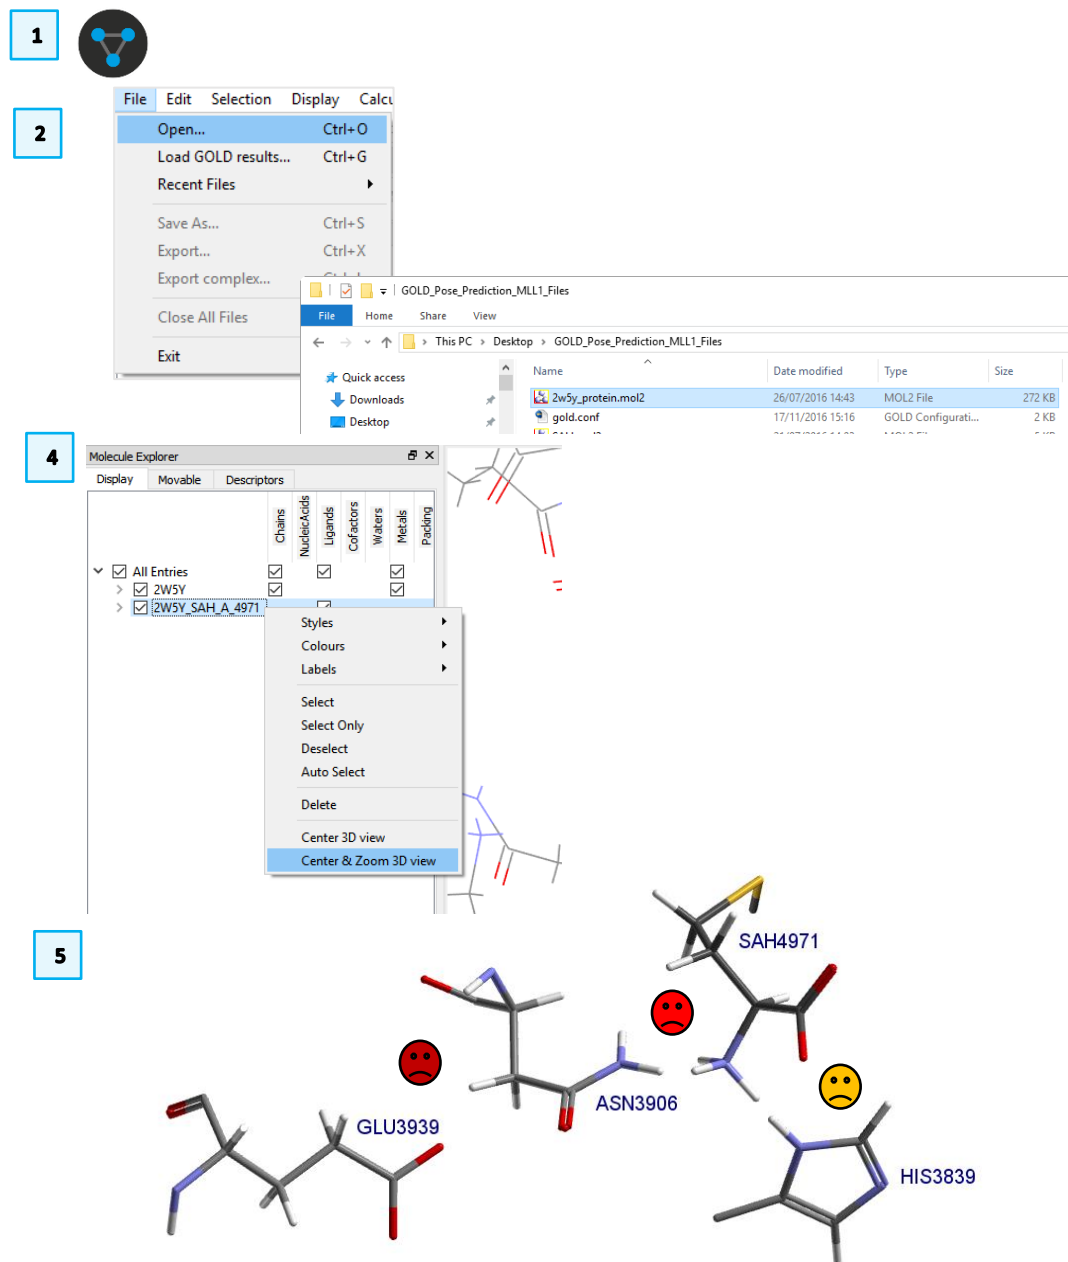 1
2
File Edit Selection Display
Open... Ctrl+O
Load GOLD results... Ctrl+G
Recent Files
Save As... Ctrl+S
Export... Ctrl+X
Export complex...
Close All Files
Exit
GOLD_Pose_Prediction_MLL1_Files
File Home Share View
This PC Desktop GOLD_Pose_Prediction_MLL1_Files
Name Date modified Type Size
Quick access
Downloads
Desktop
2w5y_protein.mol2 26/07/2016 14:43 MOL2 File 272 KB
gold.conf 17/11/2016 15:16 GOLD Configurati... 2 KB
4
Molecule Explorer
Display Movable Descriptors
Chains NucleicAcids Ligands Cofactors Waters Metals Packing
All Entries
2W5Y
2W5Y_SAH_A_4971
Styles
Colours
Labels
Select
Select Only
Deselect
Auto Select
Delete
Center 3D view
Center & Zoom 3D view
5
SAH4971
ASN3906
GLU3939
HIS3839